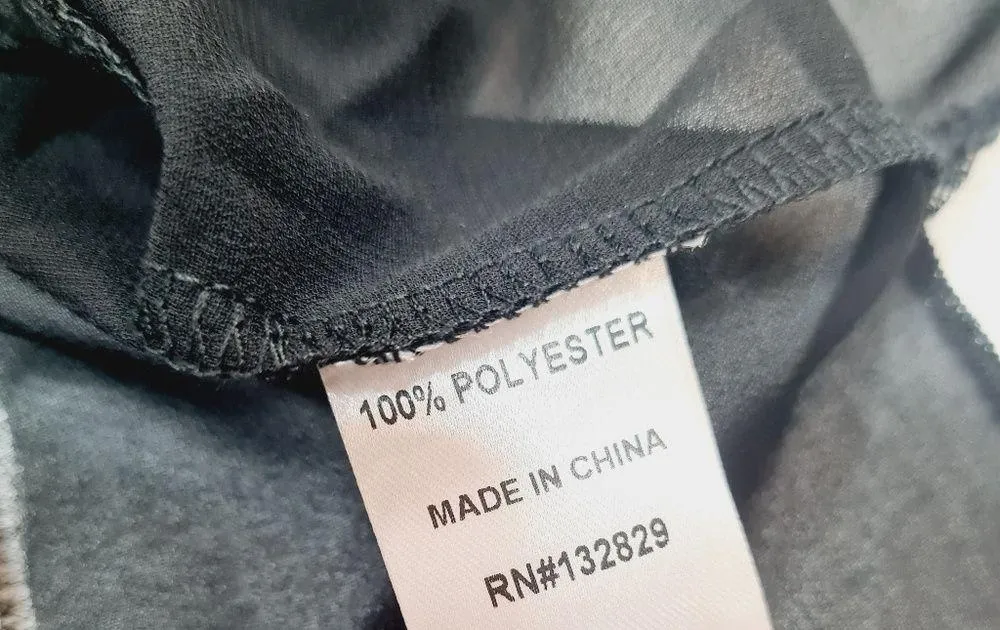 100% POLYESTER
MADE IN CHINA
RN#132829